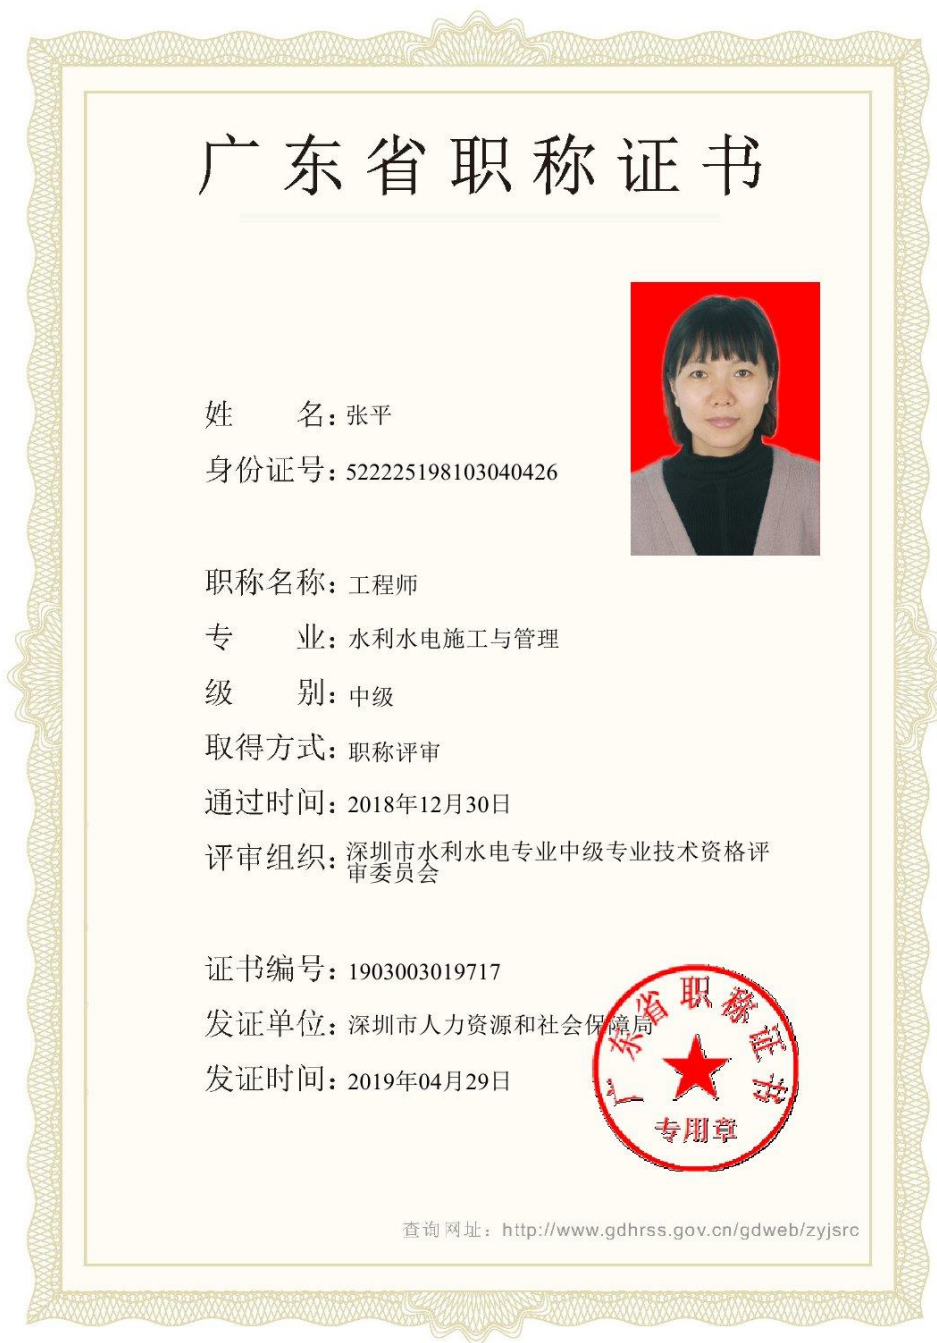 广东省职称证书
姓名：张平
身份证号：522225198103040426
职称名称：工程师
专业：水利水电施工与管理
级别：中级
取得方式：职称评审
通过时间：2018年12月30日
评审组织：深圳市水利水电专业中级专业技术资格评
审委员会
证书编号：1903003019717
发证单位：深圳市人力资源和社会保障局
发证时间：2019年04月29日
广东省职称证书
专用章
查询网址：http://www.gdhrss.gov.cn/gdweb/zyjsrc